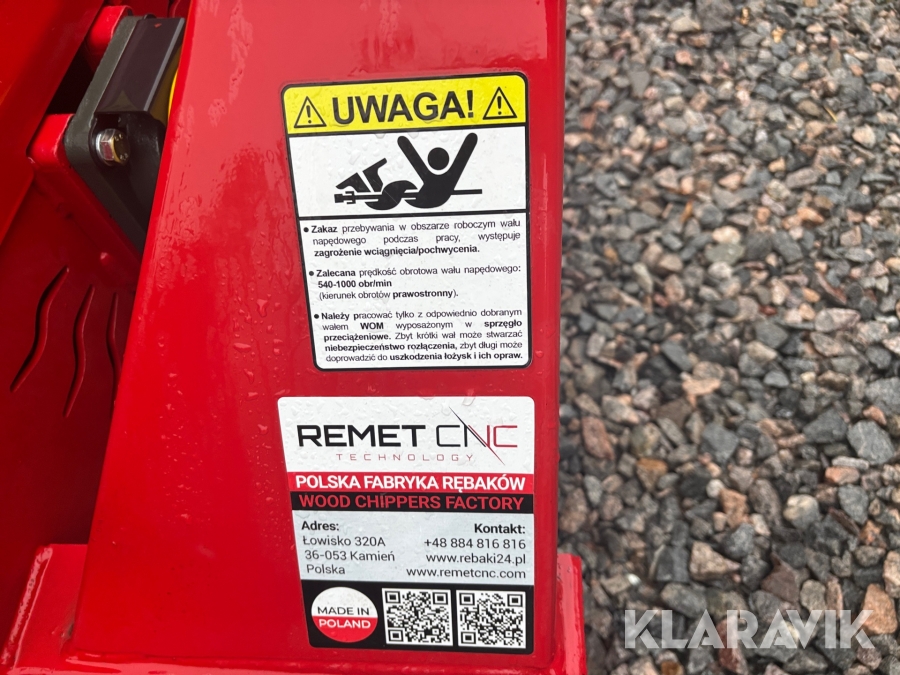 UWAGA!
● Zakaz przebywania w obszarze roboczym wału
napędowego podczas pracy, występuje
zagrożenie wciągnięcia/pochwycenia.
● Zalecana prędkość obrotowa wału napędowego:
540-1000 obr/min
(kierunek obrotów prawostronny).
● Należy pracować tylko z odpowiednio dobranym
wałem WOM wyposażonym w sprzęgło
przeciążeniowe. Zbyt krótki wał może stwarzać
niebezpieczeństwo rozłączenia, zbyt długi może
doprowadzić do uszkodzenia łożysk i ich opraw.
REMET CNC
TECHNOLOGY
POLSKA FABRYKA RĘBAKÓW
WOOD CHIPPERS FACTORY
Adres:
Łowisko 320A
36-053 Kamień
Polska
Kontakt:
+48 884 816 816
www.rebaki24.pl
www.remetcnc.com
MADE IN
POLAND
KLARAVIK